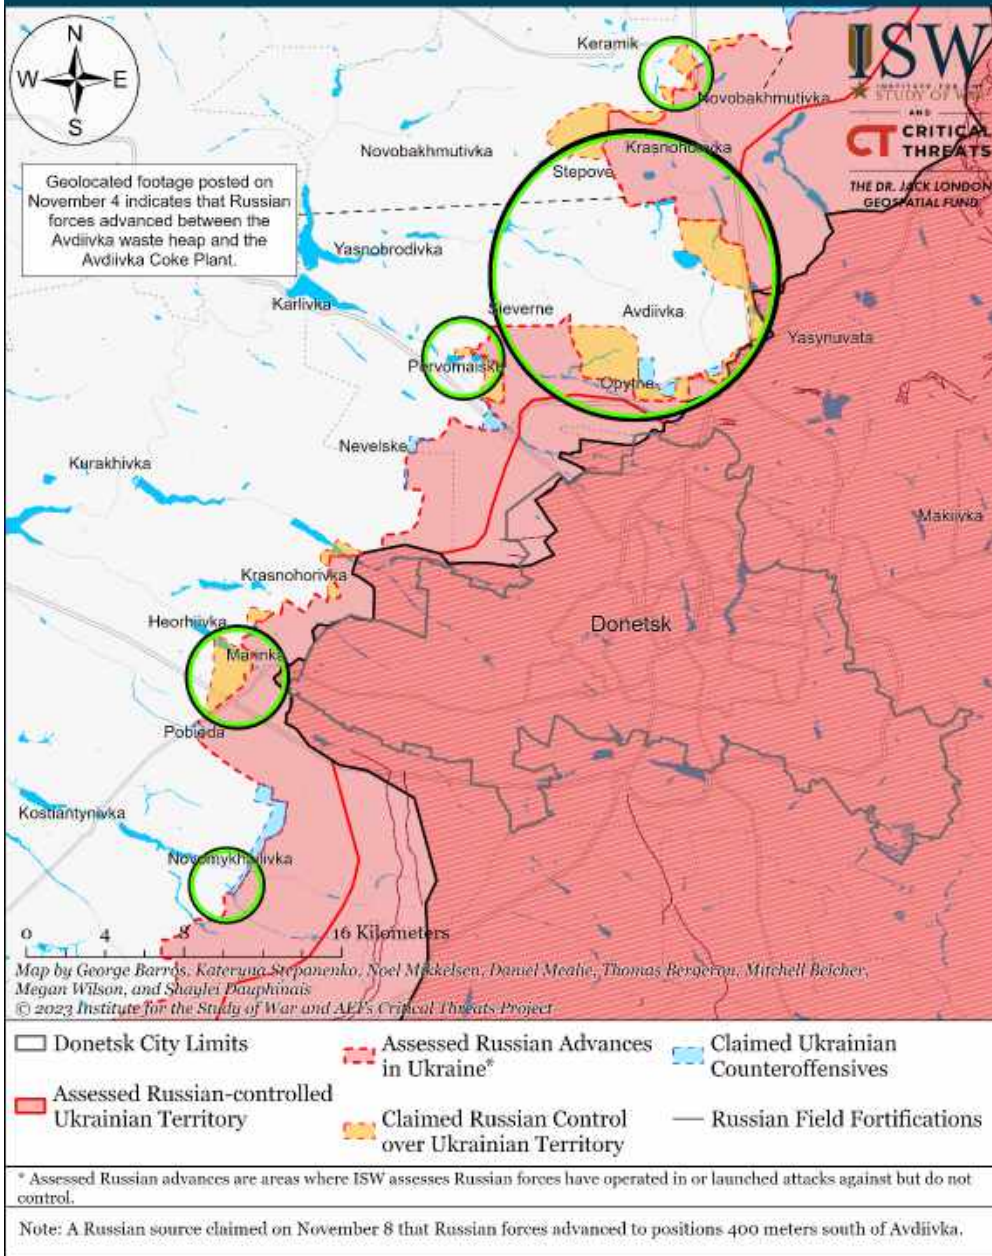 N
W E
S
ISW
INSTITUTE FOR THE
STUDY OF WAR
AND
CT CRITICAL
THREATS
THE DR. JACK LONDON
GEOSPATIAL FUND
Keramik
Novobakhmutivka
Novobakhmutivka
Krasnohorivka
Stepove
Geolocated footage posted on
November 4 indicates that Russian
forces advanced between the
Avdiivka waste heap and the
Avdiivka Coke Plant.
Yasnobrodivka
Karlivka
Sieverne
Avdiivka
Yasynuvata
Pervomaiske
Opytne
Nevelske
Kurakhivka
Makiivka
Krasnohorivka
Heorhiivka
Donetsk
Marinka
Pobieda
Kostiantynivka
Novomykhailivka
0 4 8 16 Kilometers
Map by George Barros, Kateryna Stepanenko, Noel Mikkelsen, Daniel Mealie, Thomas Bergeron, Mitchell Belcher,
Megan Wilson, and Shaylei Dauphinais
© 2023 Institute for the Study of War and AEI's Critical Threats Project
Donetsk City Limits
Assessed Russian-controlled
Ukrainian Territory
Assessed Russian Advances
in Ukraine*
Claimed Russian Control
over Ukrainian Territory
Claimed Ukrainian
Counteroffensives
Russian Field Fortifications
* Assessed Russian advances are areas where ISW assesses Russian forces have operated in or launched attacks against but do not
control.
Note: A Russian source claimed on November 8 that Russian forces advanced to positions 400 meters south of Avdiivka.